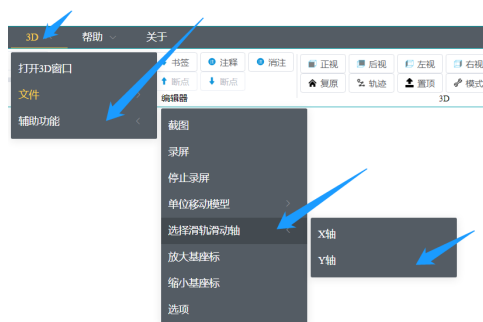 3D 帮助 关于
书签 注释 消注 正视 后视 左视 右视
断点 断点 复原 轨迹 置顶 模式
编辑器 3D
打开3D窗口
文件
辅助功能
截图
录屏
停止录屏
单位移动模型
选择滑轨滑动轴
放大基座标
缩小基座标
选项
X轴
Y轴